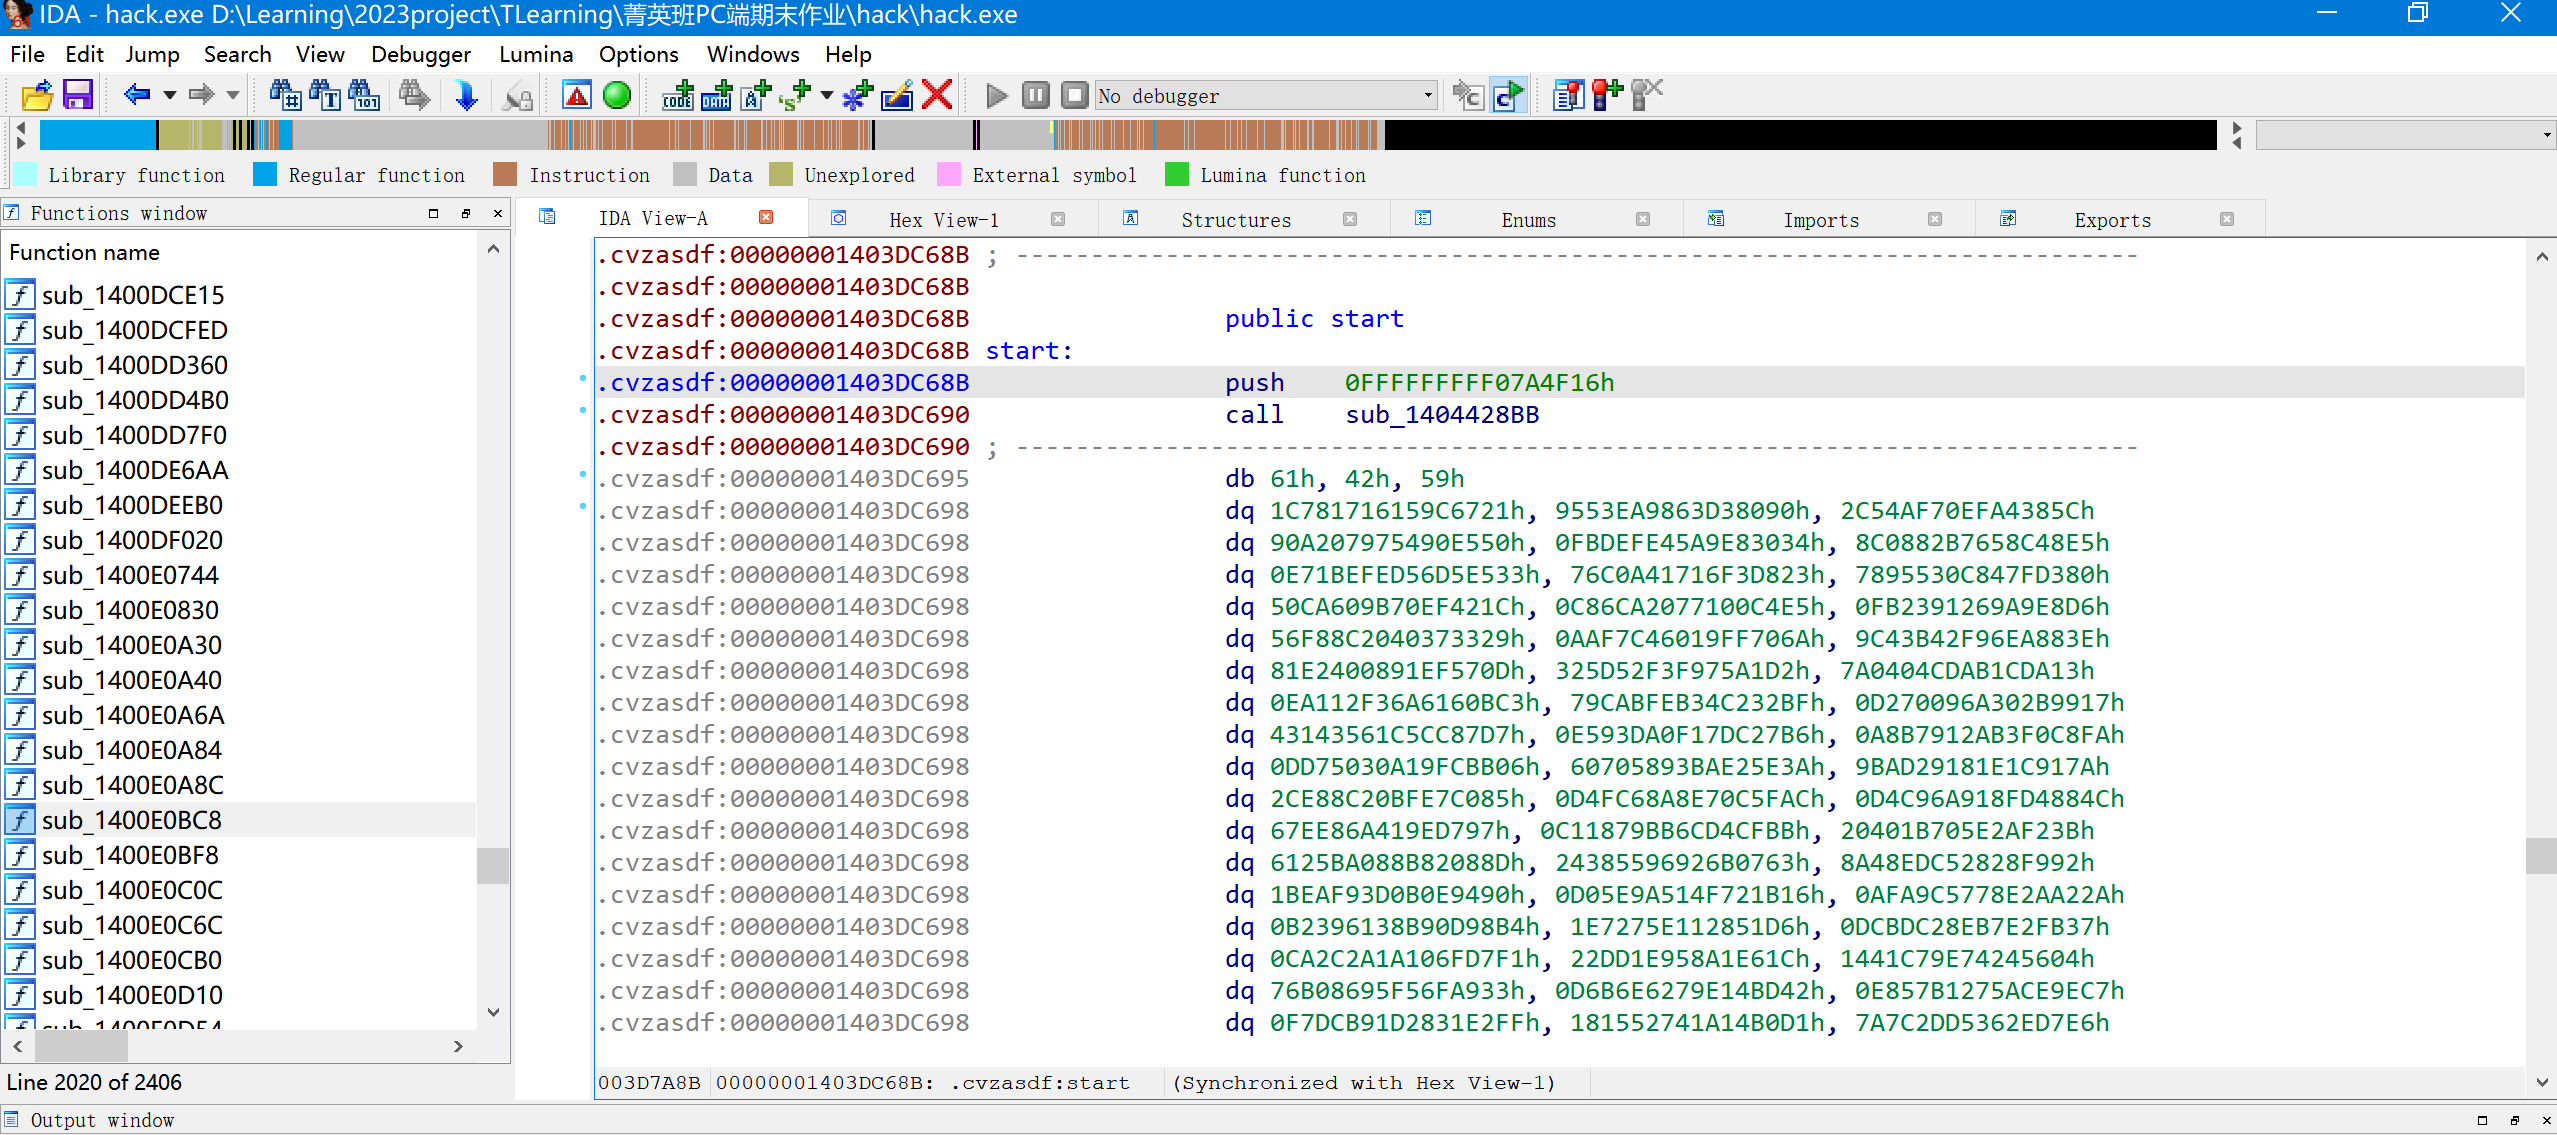 IDA - hack.exe D:\Learning\2023project\TLearning\菁英班PC端期末作业\hack\hack.exe
File Edit Jump Search View Debugger Lumina Options Windows Help
No debugger
Library function Regular function Instruction Data Unexplored External symbol Lumina function
Functions window
IDA View-A Hex View-1 Structures Enums Imports Exports
Function name
sub_1400DCE15
sub_1400DCFED
sub_1400DD360
sub_1400DD4B0
sub_1400DD7F0
sub_1400DE6AA
sub_1400DEEB0
sub_1400DF020
sub_1400E0744
sub_1400E0830
sub_1400E0A30
sub_1400E0A40
sub_1400E0A6A
sub_1400E0A84
sub_1400E0A8C
sub_1400E0BC8
sub_1400E0BF8
sub_1400E0C0C
sub_1400E0C6C
sub_1400E0CB0
sub_1400E0D10
Line 2020 of 2406
.cvzasdf:00000001403DC68B ; ---------------------------------------------------------------------------
.cvzasdf:00000001403DC68B
.cvzasdf:00000001403DC68B public start
.cvzasdf:00000001403DC68B start:
.cvzasdf:00000001403DC68B push 0FFFFFFFFF07A4F16h
.cvzasdf:00000001403DC690 call sub_1404428BB
.cvzasdf:00000001403DC690 ; ---------------------------------------------------------------------------
.cvzasdf:00000001403DC695 db 61h, 42h, 59h
.cvzasdf:00000001403DC698 dq 1C781716159C6721h, 9553EA9863D38090h, 2C54AF70EFA4385Ch
.cvzasdf:00000001403DC698 dq 90A207975490E550h, 0FBDEFE45A9E83034h, 8C0882B7658C48E5h
.cvzasdf:00000001403DC698 dq 0E71BEFED56D5E533h, 76C0A41716F3D823h, 7895530C847FD380h
.cvzasdf:00000001403DC698 dq 50CA609B70EF421Ch, 0C86CA2077100C4E5h, 0FB2391269A9E8D6h
.cvzasdf:00000001403DC698 dq 56F88C2040373329h, 0AAF7C46019FF706Ah, 9C43B42F96EA883Eh
.cvzasdf:00000001403DC698 dq 81E2400891EF570Dh, 325D52F3F975A1D2h, 7A0404CDAB1CDA13h
.cvzasdf:00000001403DC698 dq 0EA112F36A6160BC3h, 79CABFEB34C232BFh, 0D270096A302B9917h
.cvzasdf:00000001403DC698 dq 43143561C5CC87D7h, 0E593DA0F17DC27B6h, 0A8B7912AB3F0C8FAh
.cvzasdf:00000001403DC698 dq 0DD75030A19FCBB06h, 60705893BAE25E3Ah, 9BAD29181E1C917Ah
.cvzasdf:00000001403DC698 dq 2CE88C20BFE7C085h, 0D4FC68A8E70C5FACh, 0D4C96A918FD4884Ch
.cvzasdf:00000001403DC698 dq 67EE86A419ED797h, 0C11879BB6CD4CFBBh, 20401B705E2AF23Bh
.cvzasdf:00000001403DC698 dq 6125BA088B82088Dh, 24385596926B0763h, 8A48EDC52828F992h
.cvzasdf:00000001403DC698 dq 1BEAF93D0B0E9490h, 0D05E9A514F721B16h, 0AFA9C5778E2AA22Ah
.cvzasdf:00000001403DC698 dq 0B2396138B90D98B4h, 1E7275E112851D6h, 0DCBDC28EB7E2FB37h
.cvzasdf:00000001403DC698 dq 0CA2C2A1A106FD7F1h, 22DD1E958A1E61Ch, 1441C79E74245604h
.cvzasdf:00000001403DC698 dq 76B08695F56FA933h, 0D6B6E6279E14BD42h, 0E857B1275ACE9EC7h
.cvzasdf:00000001403DC698 dq 0F7DCB91D2831E2FFh, 181552741A14B0D1h, 7A7C2DD5362ED7E6h
003D7A8B 00000001403DC68B: .cvzasdf:start (Synchronized with Hex View-1)
Output window